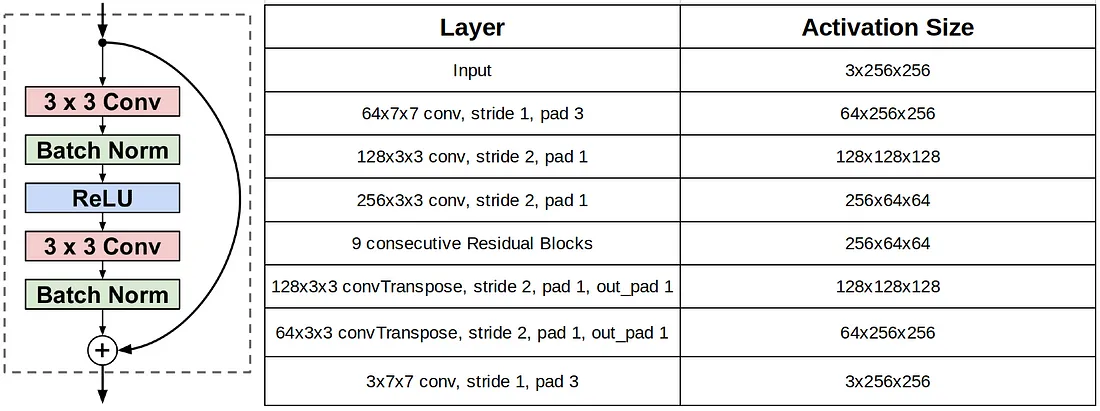 3 x 3 Conv
Batch Norm
ReLU
3 x 3 Conv
Batch Norm
+
Layer Activation Size
Input 3x256x256
64x7x7 conv, stride 1, pad 3 64x256x256
128x3x3 conv, stride 2, pad 1 128x128x128
256x3x3 conv, stride 2, pad 1 256x64x64
9 consecutive Residual Blocks 256x64x64
128x3x3 convTranspose, stride 2, pad 1, out_pad 1 128x128x128
64x3x3 convTranspose, stride 2, pad 1, out_pad 1 64x256x256
3x7x7 conv, stride 1, pad 3 3x256x256